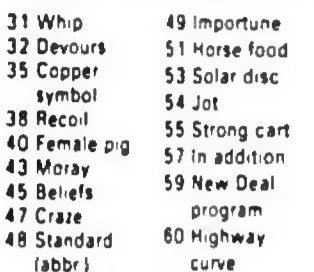 31 Whip
32 Devours
35 Copper
symbol
38 Recoil
40 Female pig
43 Moray
45 Beliefs
47 Craze
48 Standard
(abbr)
49 Importune
51 Horse food
53 Solar disc
54 Jot
55 Strong cart
57 In addition
59 New Deal
program
60 Highway
curve